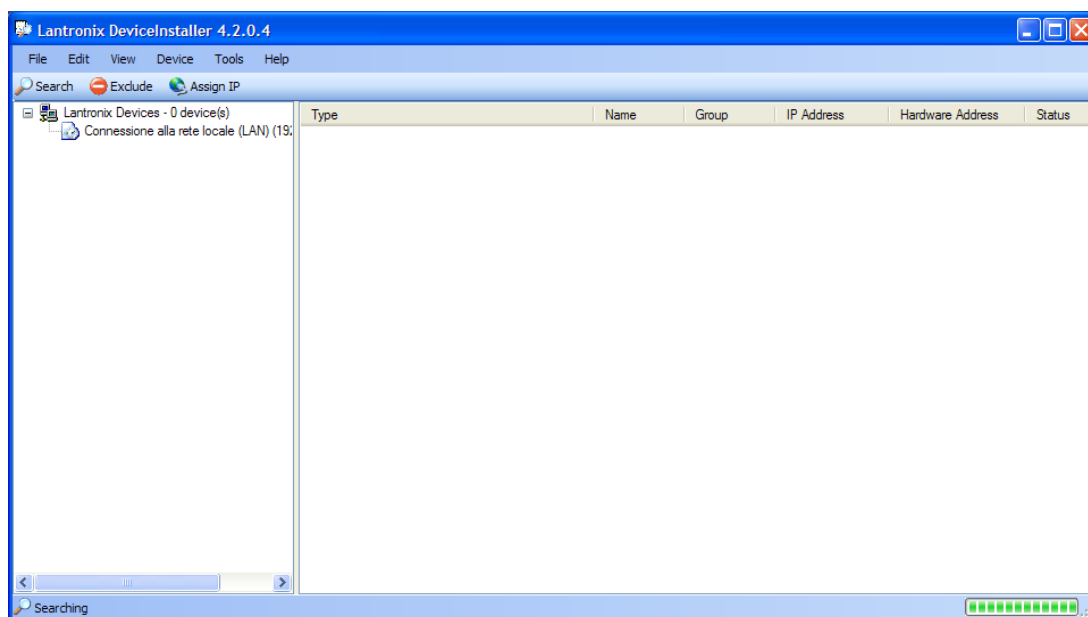 Lantronix DeviceInstaller 4.2.0.4
File Edit View Device Tools Help
Search Exclude Assign IP
Lantronix Devices - 0 device(s)
Connessione alla rete locale (LAN) (192
Type Name Group IP Address Hardware Address Status
Searching